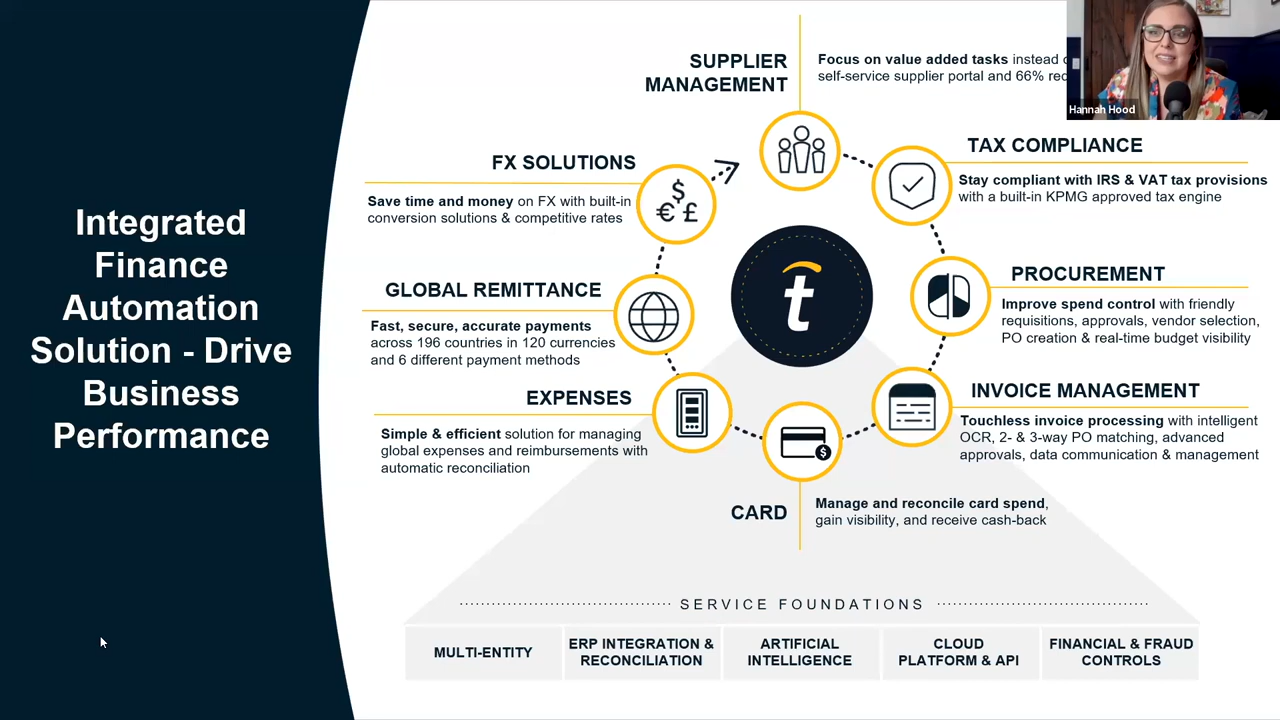 Integrated
Finance
Automation
Solution - Drive
Business
Performance
SUPPLIER
MANAGEMENT
Focus on value added tasks instead
self-service supplier portal and 66%
Hannah Hood
TAX COMPLIANCE
Stay compliant with IRS & VAT tax provisions
with a built-in KPMG approved tax engine
PROCUREMENT
Improve spend control with friendly
requisitions, approvals, vendor selection,
PO creation & real-time budget visibility
INVOICE MANAGEMENT
Touchless invoice processing with intelligent
OCR, 2- & 3-way PO matching, advanced
approvals, data communication & management
CARD
Manage and reconcile card spend,
gain visibility, and receive cash-back
EXPENSES
Simple & efficient solution for managing
global expenses and reimbursements with
automatic reconciliation
GLOBAL REMITTANCE
Fast, secure, accurate payments
across 196 countries in 120 currencies
and 6 different payment methods
FX SOLUTIONS
Save time and money on FX with built-in
conversion solutions & competitive rates
$
€ £
t
$
SERVICE FOUNDATIONS
MULTI-ENTITY
ERP INTEGRATION &
RECONCILIATION
ARTIFICIAL
INTELLIGENCE
CLOUD
PLATFORM & API
FINANCIAL & FRAUD
CONTROLS